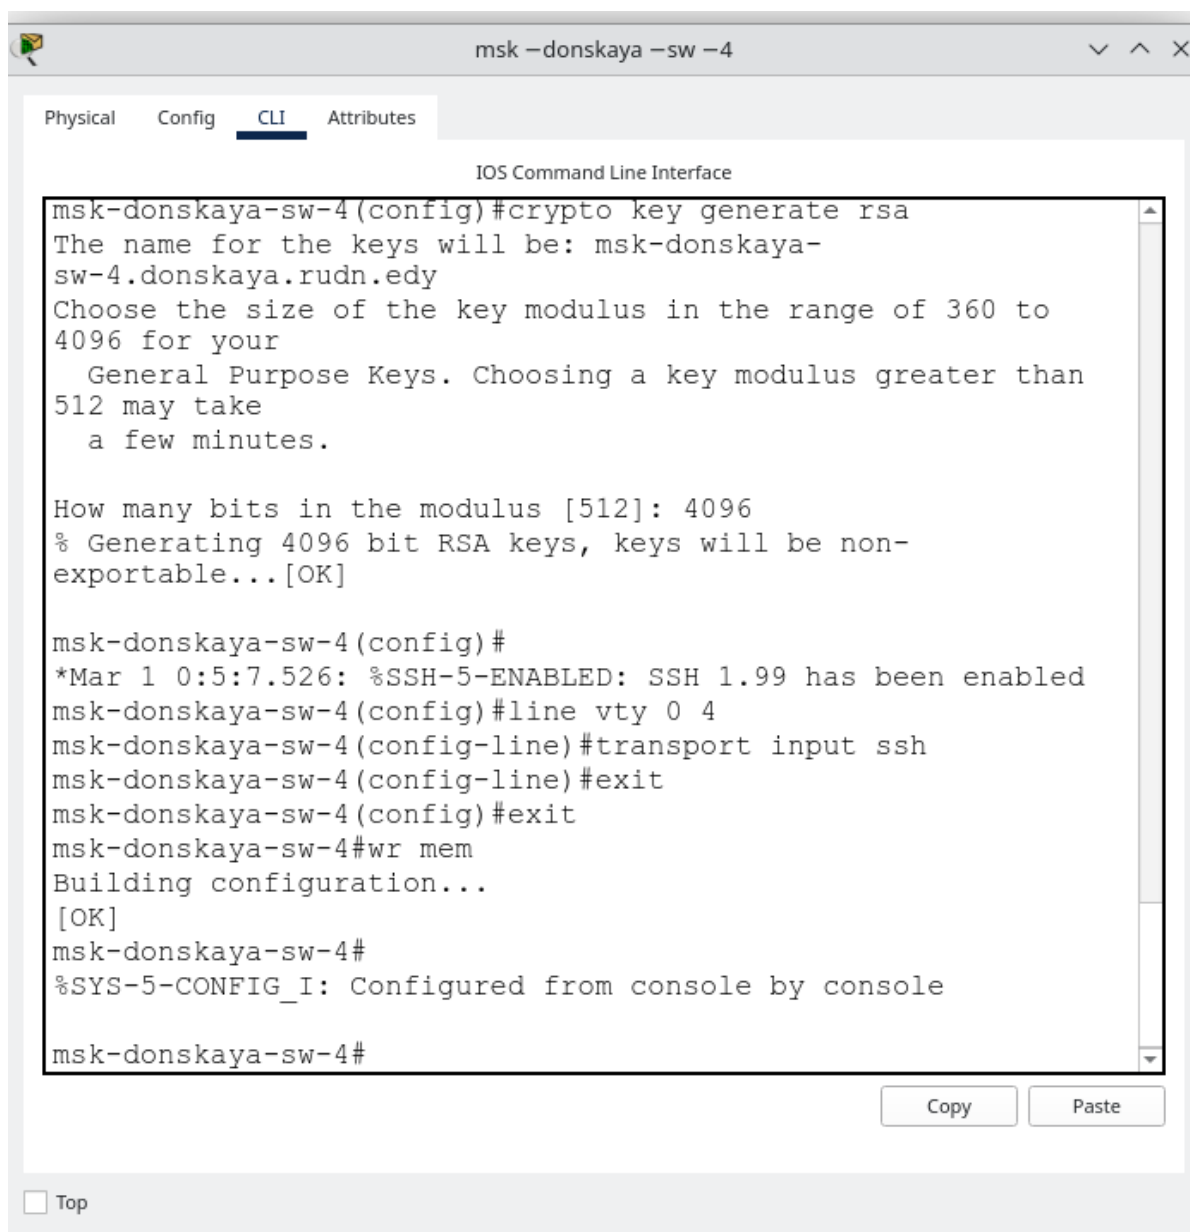 msk —donskaya —sw —4
Physical Config CLI Attributes
IOS Command Line Interface
msk-donskaya-sw-4(config)#crypto key generate rsa
The name for the keys will be: msk-donskaya-
sw-4.donskaya.rudn.edy
Choose the size of the key modulus in the range of 360 to
4096 for your
  General Purpose Keys. Choosing a key modulus greater than
512 may take
  a few minutes.
How many bits in the modulus [512]: 4096
% Generating 4096 bit RSA keys, keys will be non-
exportable...[OK]
msk-donskaya-sw-4(config)#
*Mar 1 0:5:7.526: %SSH-5-ENABLED: SSH 1.99 has been enabled
msk-donskaya-sw-4(config)#line vty 0 4
msk-donskaya-sw-4(config-line)#transport input ssh
msk-donskaya-sw-4(config-line)#exit
msk-donskaya-sw-4(config)#exit
msk-donskaya-sw-4#wr mem
Building configuration...
[OK]
msk-donskaya-sw-4#
%SYS-5-CONFIG_I: Configured from console by console
msk-donskaya-sw-4#
Copy Paste
Top